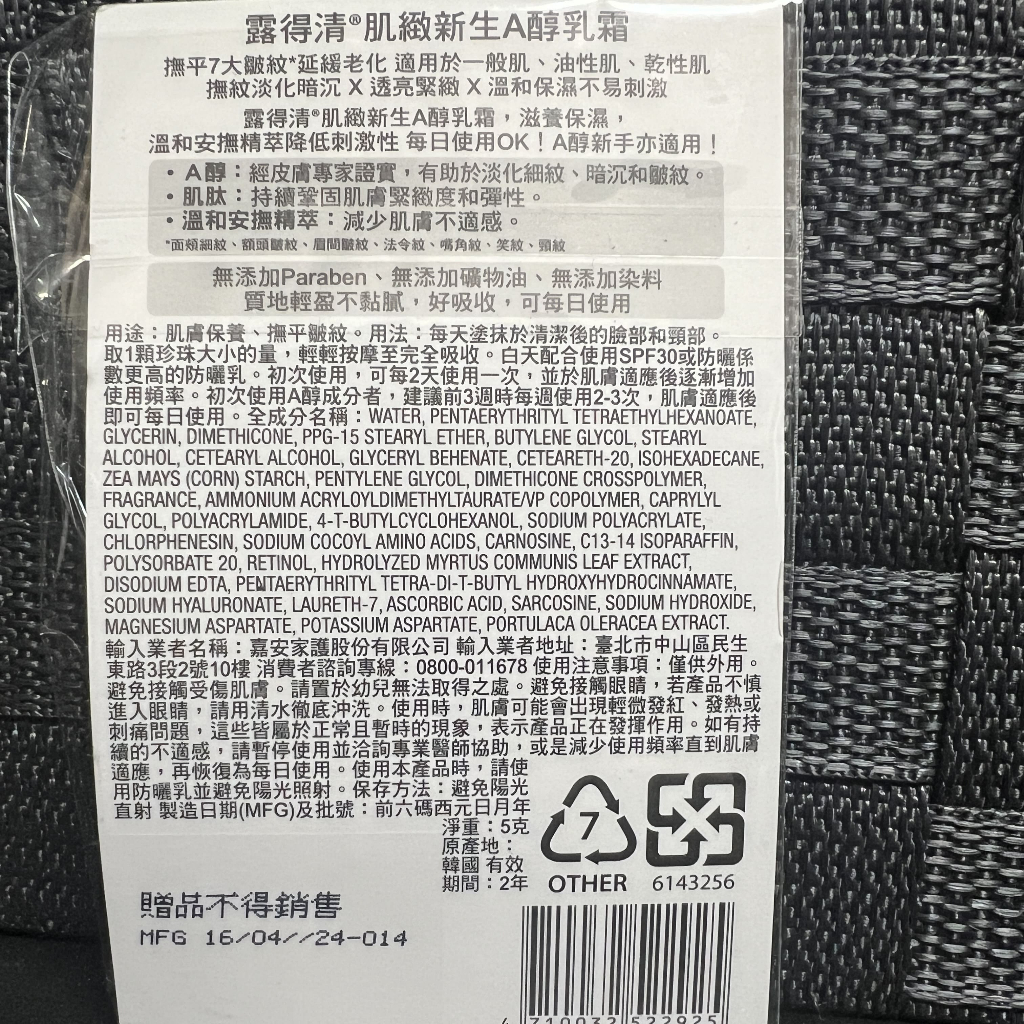 露得清®肌緻新生A醇乳霜
撫平7大皺紋*延緩老化 適用於一般肌、油性肌、乾性肌
撫紋淡化暗沉 X 透亮緊緻 X 溫和保濕不易刺激
露得清®肌緻新生A醇乳霜，滋養保濕，
溫和安撫精萃降低刺激性 每日使用OK！A醇新手亦適用！
・A醇：經皮膚專家證實，有助於淡化細紋、暗沉和皺紋。
・肌肽：持續鞏固肌膚緊緻度和彈性。
・溫和安撫精萃：減少肌膚不適感。
*面頰細紋、額頭皺紋、眉間皺紋、法令紋、嘴角紋、笑紋、頸紋
無添加Paraben、無添加礦物油、無添加染料
質地輕盈不黏膩，好吸收，可每日使用
用途：肌膚保養、撫平皺紋。用法：每天塗抹於清潔後的臉部和頸部。
取1顆珍珠大小的量，輕輕按摩至完全吸收。白天配合使用SPF30或防曬係
數更高的防曬乳。初次使用，可每2天使用一次，並於肌膚適應後逐漸增加
使用頻率。初次使用A醇成分者，建議前3週時每週使用2-3次，肌膚適應後
即可每日使用。全成分名稱：WATER, PENTAERYTHRITYL TETRAETHYLHEXANOATE,
GLYCERIN, DIMETHICONE, PPG-15 STEARYL ETHER, BUTYLENE GLYCOL, STEARYL
ALCOHOL, CETEARYL ALCOHOL, GLYCERYL BEHENATE, CETEARETH-20, ISOHEXADECANE,
ZEA MAYS (CORN) STARCH, PENTYLENE GLYCOL, DIMETHICONE CROSSPOLYMER,
FRAGRANCE, AMMONIUM ACRYLOYLDIMETHYLTAURATE/VP COPOLYMER, CAPRYLYL
GLYCOL, POLYACRYLAMIDE, 4-T-BUTYLCYCLOHEXANOL, SODIUM POLYACRYLATE,
CHLORPHENESIN, SODIUM COCOYL AMINO ACIDS, CARNOSINE, C13-14 ISOPARAFFIN,
POLYSORBATE 20, RETINOL, HYDROLYZED MYRTUS COMMUNIS LEAF EXTRACT,
DISODIUM EDTA, PENTAERYTHRITYL TETRA-DI-T-BUTYL HYDROXYHYDROCINNAMATE,
SODIUM HYALURONATE, LAURETH-7, ASCORBIC ACID, SARCOSINE, SODIUM HYDROXIDE,
MAGNESIUM ASPARTATE, POTASSIUM ASPARTATE, PORTULACA OLERACEA EXTRACT.
輸入業者名稱：嘉安家護股份有限公司 輸入業者地址：臺北市中山區民生
東路3段2號10樓 消費者諮詢專線：0800-011678 使用注意事項：僅供外用。
避免接觸受傷肌膚。請置於幼兒無法取得之處。避免接觸眼睛，若產品不慎
進入眼睛，請用清水徹底沖洗。使用時，肌膚可能會出現輕微發紅、發熱或
刺痛問題，這些皆屬於正常且暫時的現象，表示產品正在發揮作用。如有持
續的不適感，請暫停使用並洽詢專業醫師協助，或是減少使用頻率直到肌膚
適應，再恢復為每日使用。使用本產品時，請使
用防曬乳並避免陽光照射。保存方法：避免陽光
直射 製造日期(MFG)及批號：前六碼西元日月年
淨重：5克
原產地：
韓國 有效
期間：2年
7
OTHER 6143256
贈品不得銷售
MFG 16/04//24-014
4 710032 522925